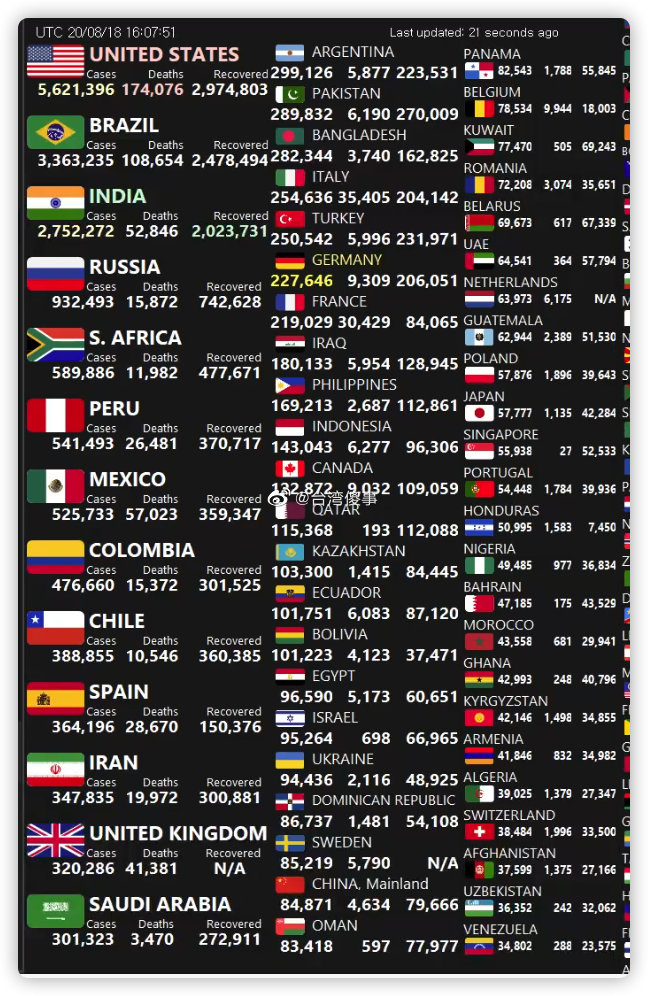 UTC 20/08/18 16:07:51
Last updated: 21 seconds ago
UNITED STATES
Cases Deaths Recovered
5,621,396 174,076 2,974,803
BRAZIL
Cases Deaths Recovered
3,363,235 108,654 2,478,494
INDIA
Cases Deaths Recovered
2,752,272 52,846 2,023,731
RUSSIA
Cases Deaths Recovered
932,493 15,872 742,628
S. AFRICA
Cases Deaths Recovered
589,886 11,982 477,671
PERU
Cases Deaths Recovered
541,493 26,481 370,717
MEXICO
Cases Deaths Recovered
525,733 57,023 359,347
COLOMBIA
Cases Deaths Recovered
476,660 15,372 301,525
CHILE
Cases Deaths Recovered
388,855 10,546 360,385
SPAIN
Cases Deaths Recovered
364,196 28,670 150,376
IRAN
Cases Deaths Recovered
347,835 19,972 300,881
UNITED KINGDOM
Cases Deaths Recovered
320,286 41,381 N/A
SAUDI ARABIA
Cases Deaths Recovered
301,323 3,470 272,911
ARGENTINA
299,126 5,877 223,531
PAKISTAN
289,832 6,190 270,009
BANGLADESH
282,344 3,740 162,825
ITALY
254,636 35,405 204,142
TURKEY
250,542 5,996 231,971
GERMANY
227,646 9,309 206,051
FRANCE
219,029 30,429 84,065
IRAQ
180,133 5,954 128,945
PHILIPPINES
169,213 2,687 112,861
INDONESIA
143,043 6,277 96,306
CANADA
132,872 9,032 109,059
@台湾傻事
QATAR
115,368 193 112,088
KAZAKHSTAN
103,300 1,415 84,445
ECUADOR
101,751 6,083 87,120
BOLIVIA
101,223 4,123 37,471
EGYPT
96,590 5,173 60,651
ISRAEL
95,264 698 66,965
UKRAINE
94,436 2,116 48,925
DOMINICAN REPUBLIC
86,737 1,481 54,108
SWEDEN
85,219 5,790 N/A
CHINA, Mainland
84,871 4,634 79,666
OMAN
83,418 597 77,977
PANAMA
82,543 1,788 55,845
BELGIUM
78,534 9,944 18,003
KUWAIT
77,470 505 69,243
ROMANIA
72,208 3,074 35,651
BELARUS
69,673 617 67,339
UAE
64,541 364 57,794
NETHERLANDS
63,973 6,175 N/A
GUATEMALA
62,944 2,389 51,530
POLAND
57,876 1,896 39,643
JAPAN
57,777 1,135 42,284
SINGAPORE
55,938 27 52,533
PORTUGAL
54,448 1,784 39,936
HONDURAS
50,995 1,583 7,450
NIGERIA
49,485 977 36,834
BAHRAIN
47,185 175 43,529
MOROCCO
43,558 681 29,941
GHANA
42,993 248 40,796
KYRGYZSTAN
42,146 1,498 34,855
ARMENIA
41,846 832 34,982
ALGERIA
39,025 1,379 27,347
SWITZERLAND
38,484 1,996 33,500
AFGHANISTAN
37,599 1,375 27,166
UZBEKISTAN
36,352 242 32,062
VENEZUELA
34,802 288 23,575